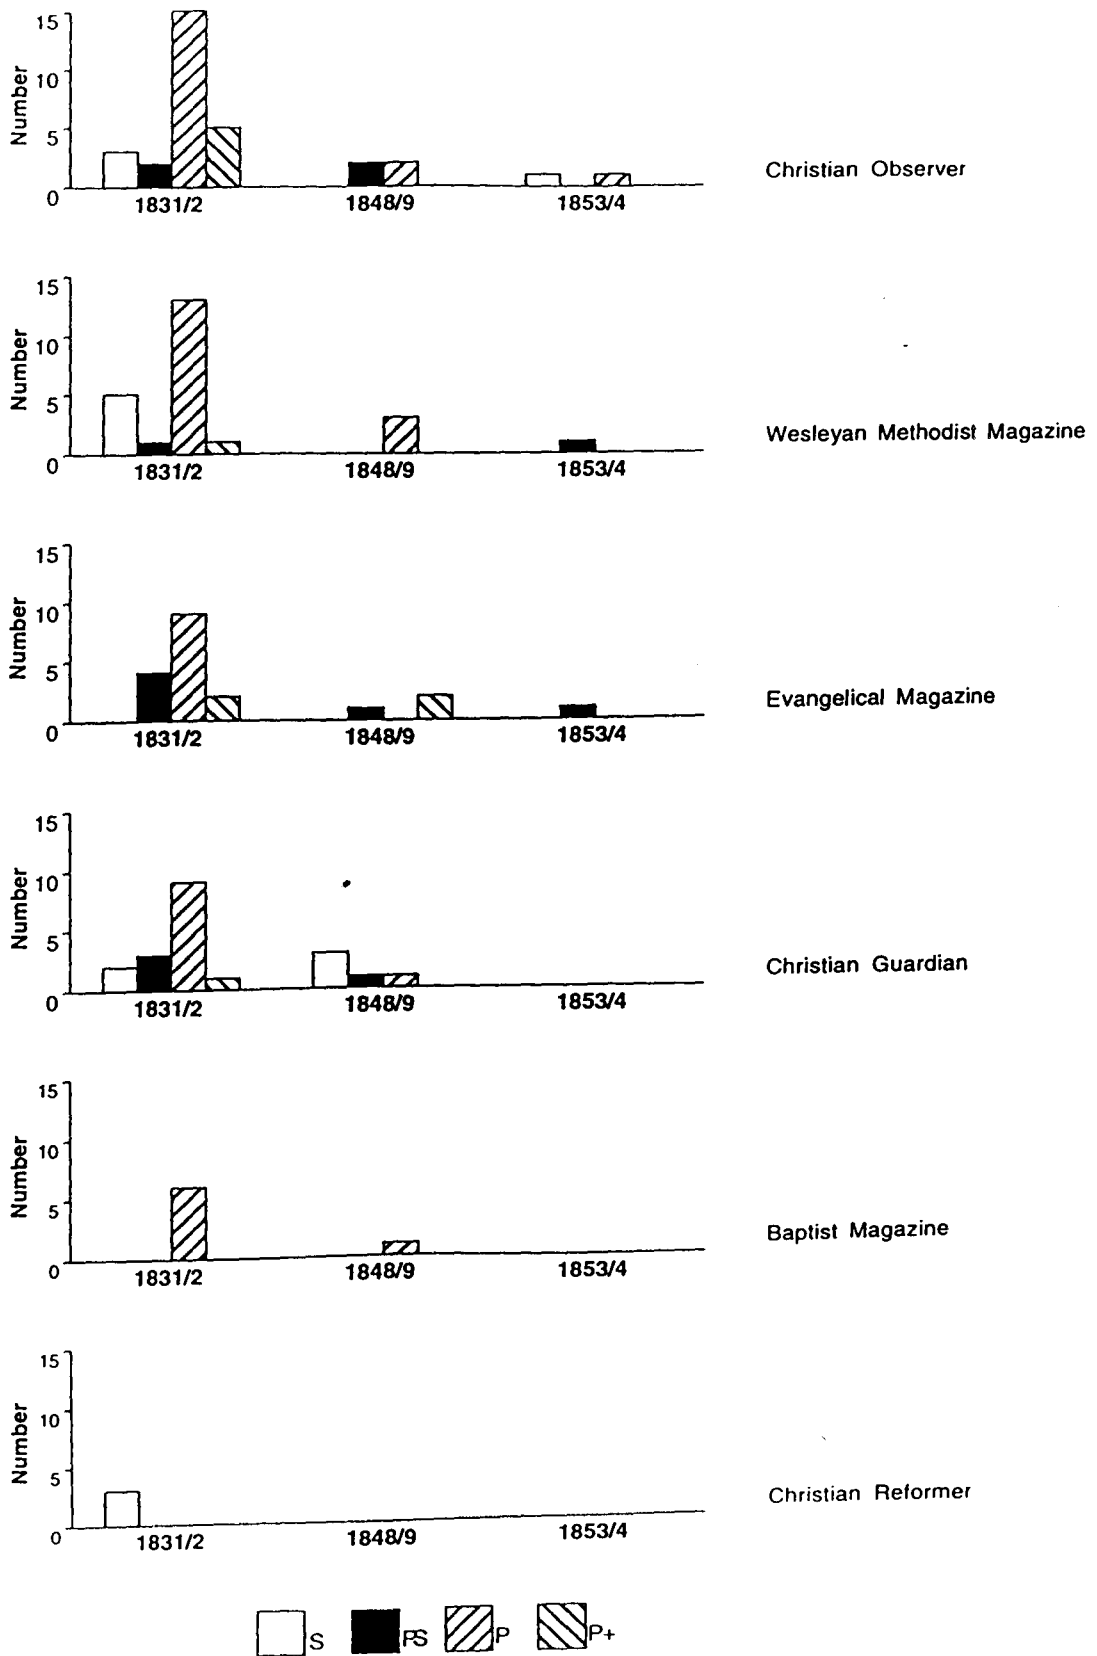 15
10
Number
5
0
1831/2 1848/9 1853/4
Christian Observer
15
10
Number
5
0
1831/2 1848/9 1853/4
Wesleyan Methodist Magazine
15
10
Number
5
0
1831/2 1848/9 1853/4
Evangelical Magazine
15
10
Number
5
0
1831/2 1848/9 1853/4
Christian Guardian
15
10
Number
5
0
1831/2 1848/9 1853/4
Baptist Magazine
15
10
Number
5
0
1831/2 1848/9 1853/4
Christian Reformer
S PS P P+